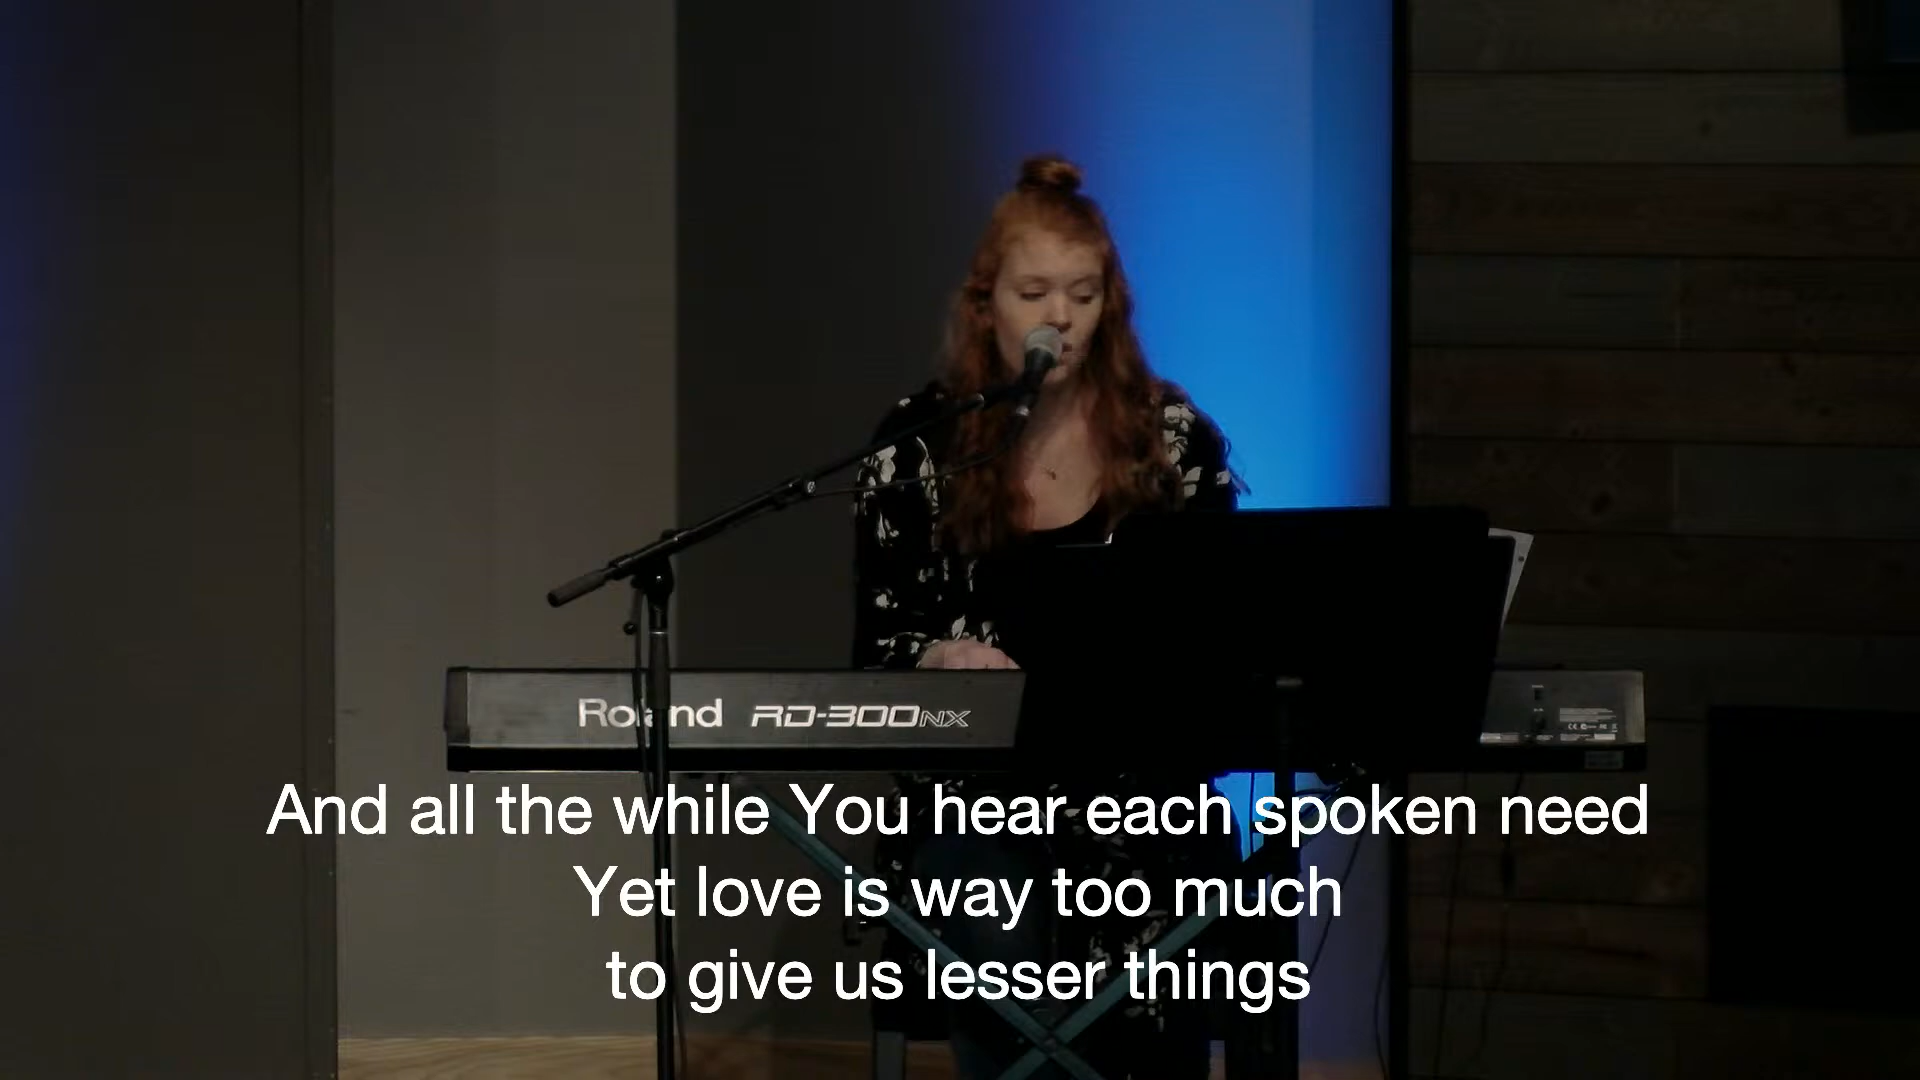 Roland RD-300NX
And all the while You hear each spoken need
Yet love is way too much
to give us lesser things